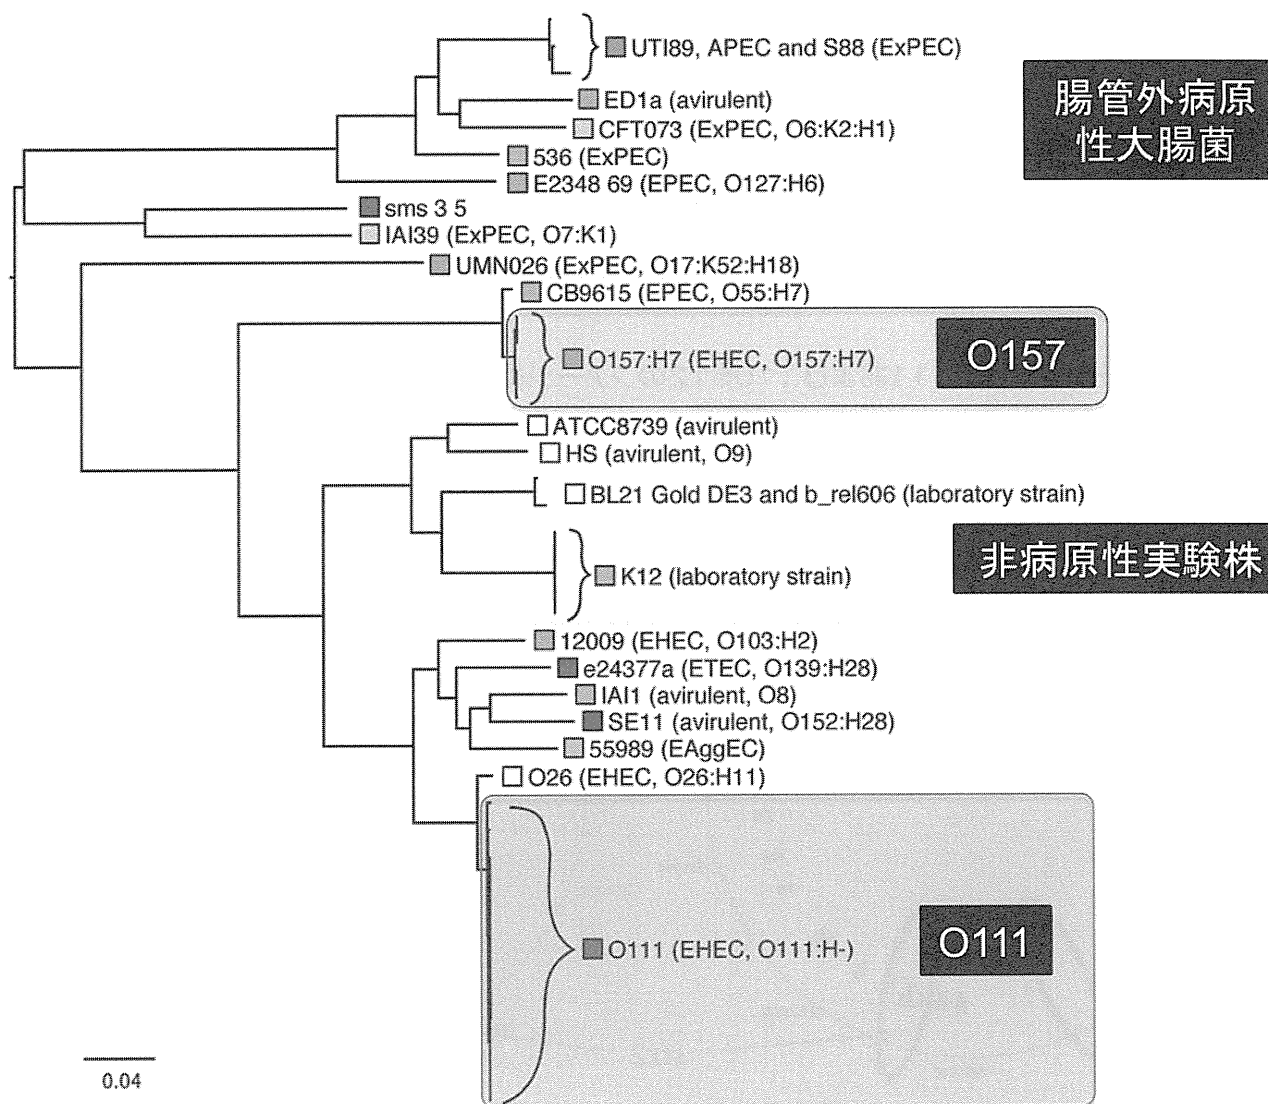 UTI89, APEC and S88 (ExPEC)
腸管外病原
性大腸菌
ED1a (avirulent)
CFT073 (ExPEC, O6:K2:H1)
536 (ExPEC)
E2348 69 (EPEC, O127:H6)
sms 3 5
IAI39 (ExPEC, O7:K1)
UMN026 (ExPEC, O17:K52:H18)
CB9615 (EPEC, O55:H7)
O157:H7 (EHEC, O157:H7)
O157
ATCC8739 (avirulent)
HS (avirulent, O9)
BL21 Gold DE3 and b_rel606 (laboratory strain)
非病原性実験株
K12 (laboratory strain)
12009 (EHEC, O103:H2)
e24377a (ETEC, O139:H28)
IAI1 (avirulent, O8)
SE11 (avirulent, O152:H28)
55989 (EAggEC)
O26 (EHEC, O26:H11)
O111 (EHEC, O111:H-)
O111
0.04